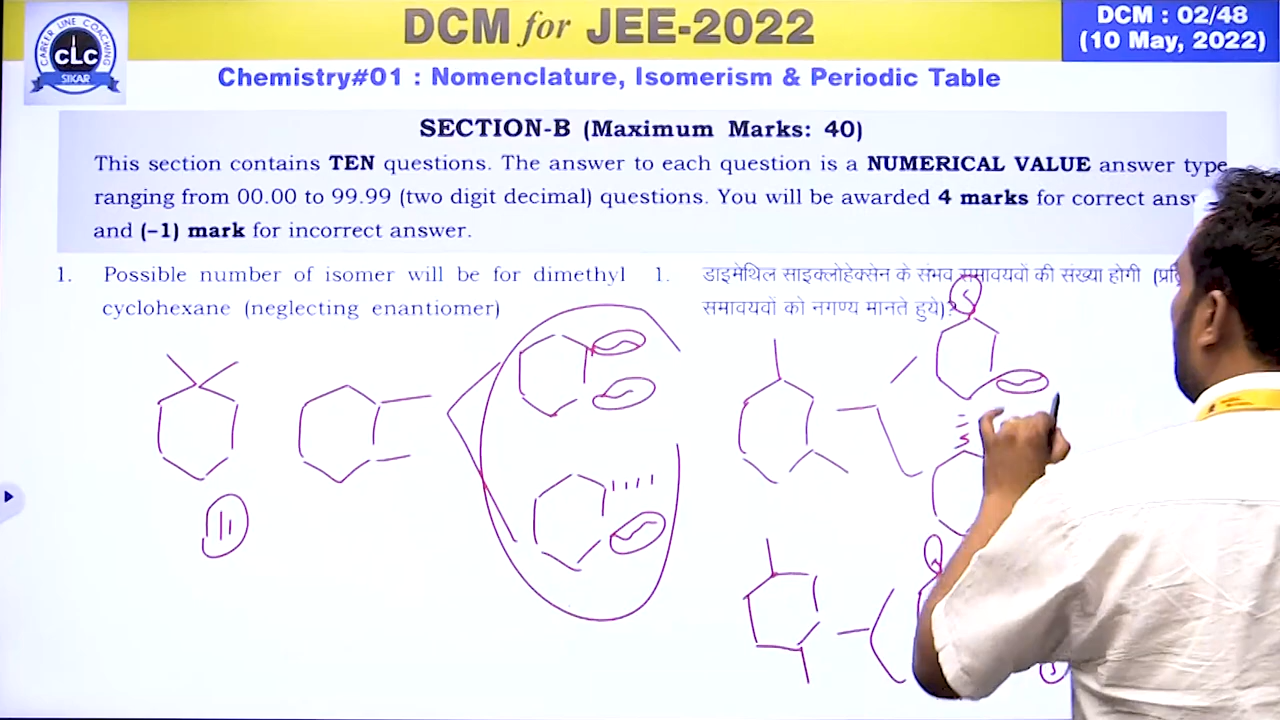 DCM for JEE-2022
DCM : 02/48
(10 May, 2022)
CAREER LINE COACHING
CLC
SIKAR
Chemistry#01 : Nomenclature, Isomerism & Periodic Table
SECTION-B (Maximum Marks: 40)
This section contains TEN questions. The answer to each question is a NUMERICAL VALUE answer type
ranging from 00.00 to 99.99 (two digit decimal) questions. You will be awarded 4 marks for correct
and (−1) mark for incorrect answer.
1. Possible number of isomer will be for dimethyl
cyclohexane (neglecting enantiomer)
1. डाइमेथिल साइक्लोहेक्सेन के संभव समावयवों की संख्या होगी
समावयवों को नगण्य मानते हुये)?